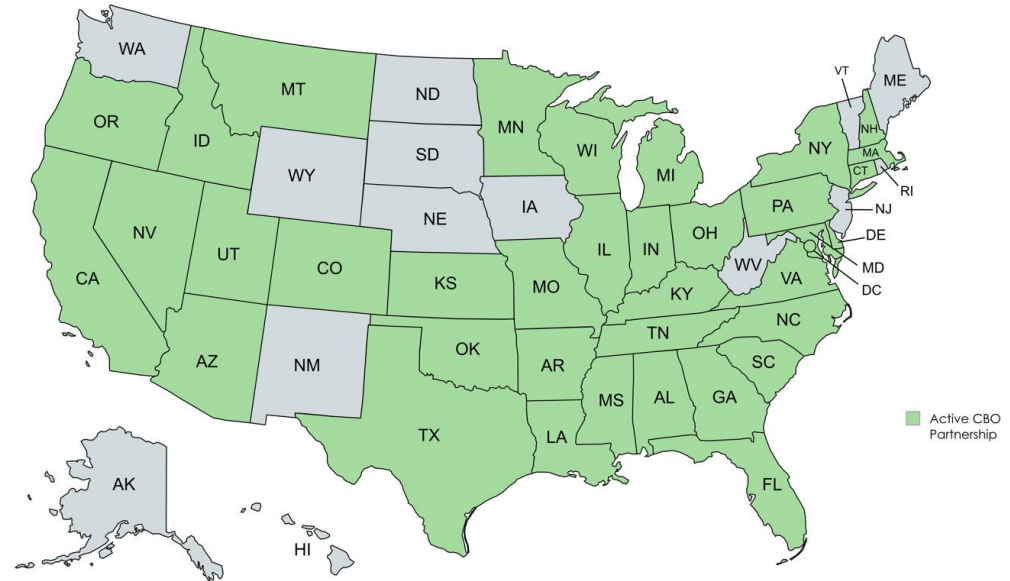 WA
MT
ND
MN
VT
ME
OR
ID
SD
WI
MI
NY
NH
MA
CT
RI
WY
NE
IA
PA
NJ
NV
UT
CO
IL
IN
OH
DE
CA
KS
MO
KY
WV
VA
MD
DC
AZ
NM
OK
AR
TN
NC
SC
TX
LA
MS
AL
GA
FL
AK
HI
Active CBO
Partnership